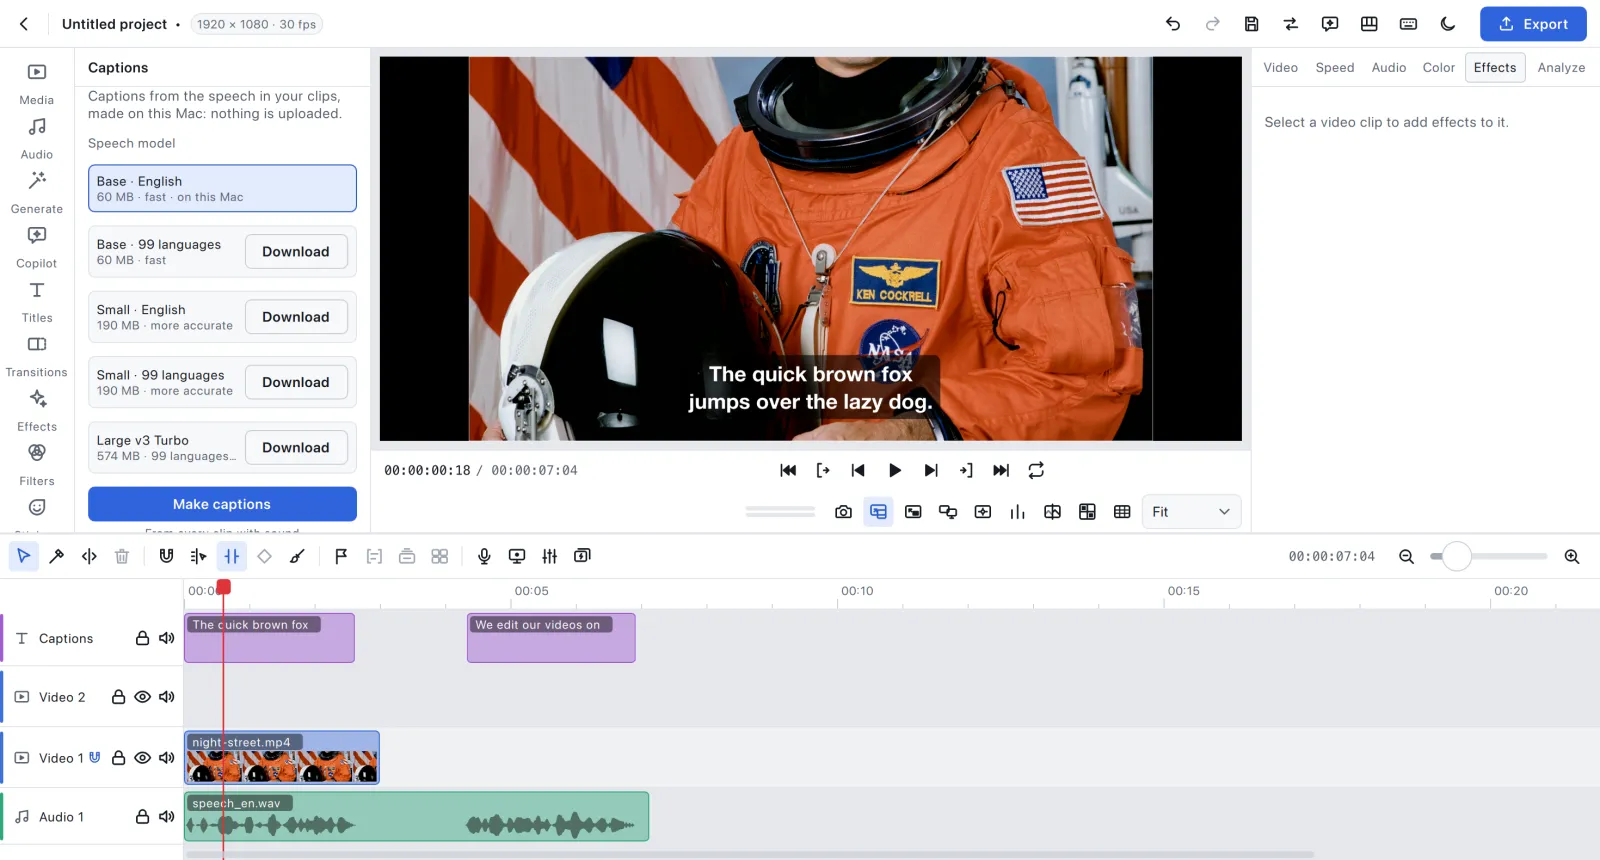 Untitled project •
1920 × 1080 · 30 fps
Export
Media
Audio
Generate
Copilot
Titles
Transitions
Effects
Filters
Captions
Captions from the speech in your clips,
made on this Mac: nothing is uploaded.
Speech model
Base · English
60 MB · fast · on this Mac
Base · 99 languages
60 MB · fast
Download
Small · English
190 MB · more accurate
Download
Small · 99 languages
190 MB · more accurate
Download
Large v3 Turbo
574 MB · 99 languages...
Download
Make captions
From every clip with sound
USA
KEN COCKRELL
NASA
The quick brown fox
jumps over the lazy dog.
00:00:00:18 / 00:00:07:04
Fit
Video Speed Audio Color Effects Analyze
Select a video clip to add effects to it.
00:00:07:04
00:05 00:10 00:15 00:20
Captions
The quick brown fox
We edit our videos on
Video 2
Video 1
night-street.mp4
Audio 1
speech_en.wav